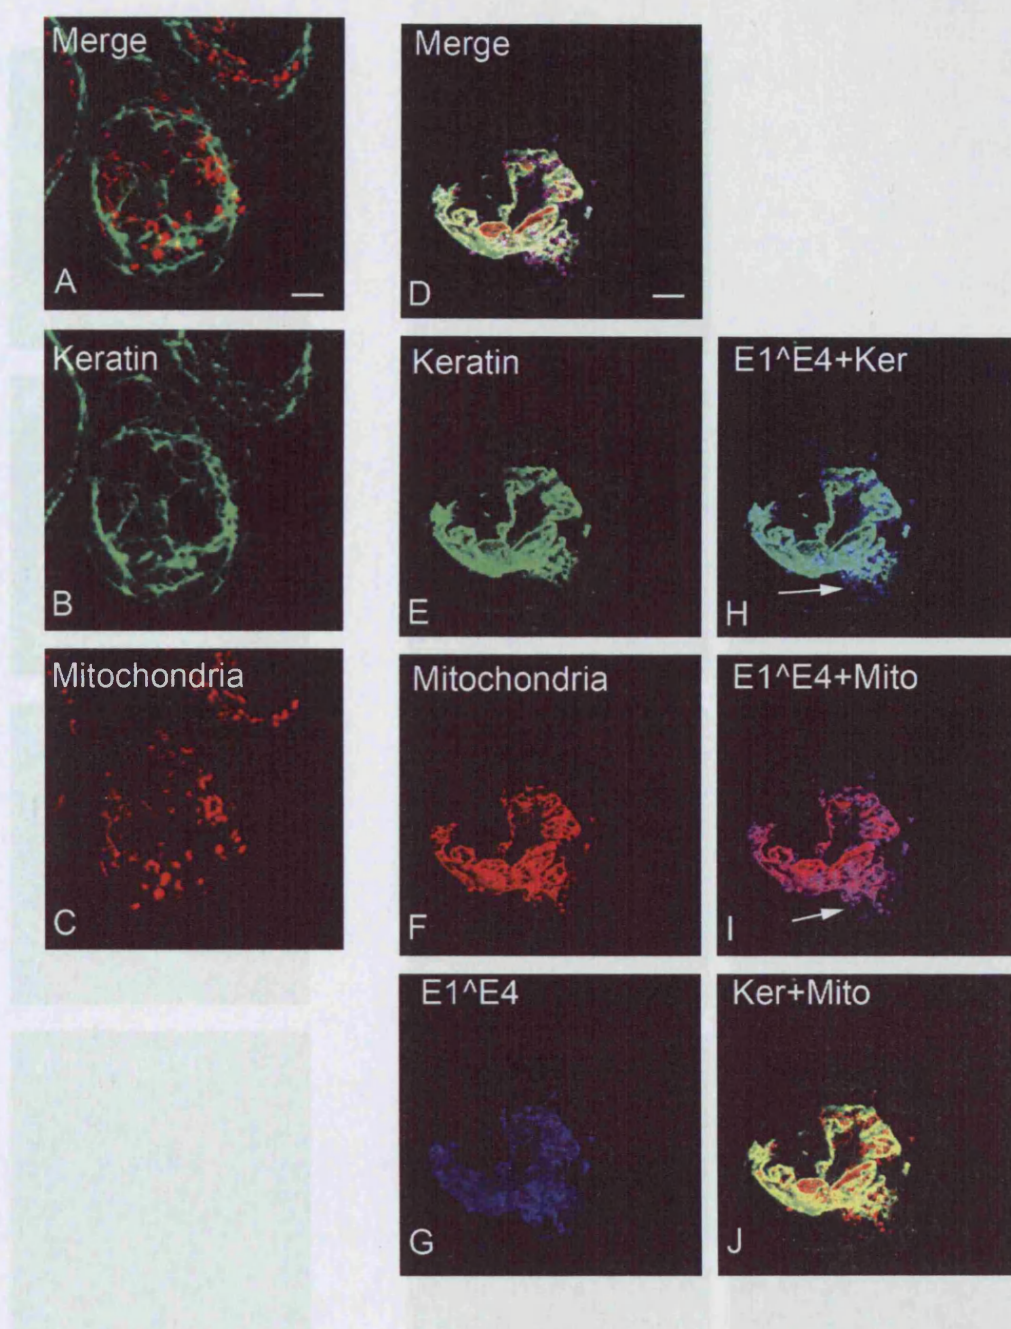 Merge
A
Keratin
B
Mitochondria
C
Merge
D
Keratin
E
Mitochondria
F
E1^E4
G
E1^E4+Ker
H
E1^E4+Mito
I
Ker+Mito
J